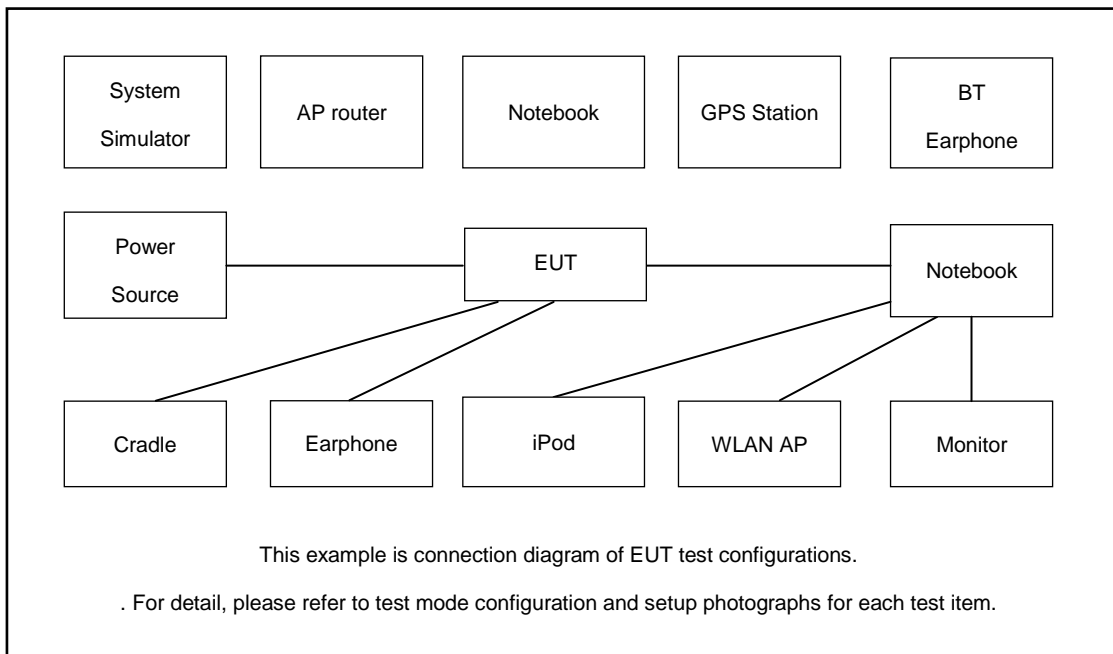 System
Simulator
AP router
Notebook
GPS Station
BT
Earphone
Power
Source
EUT
Notebook
Cradle
Earphone
iPod
WLAN AP
Monitor
This example is connection diagram of EUT test configurations.
. For detail, please refer to test mode configuration and setup photographs for each test item.